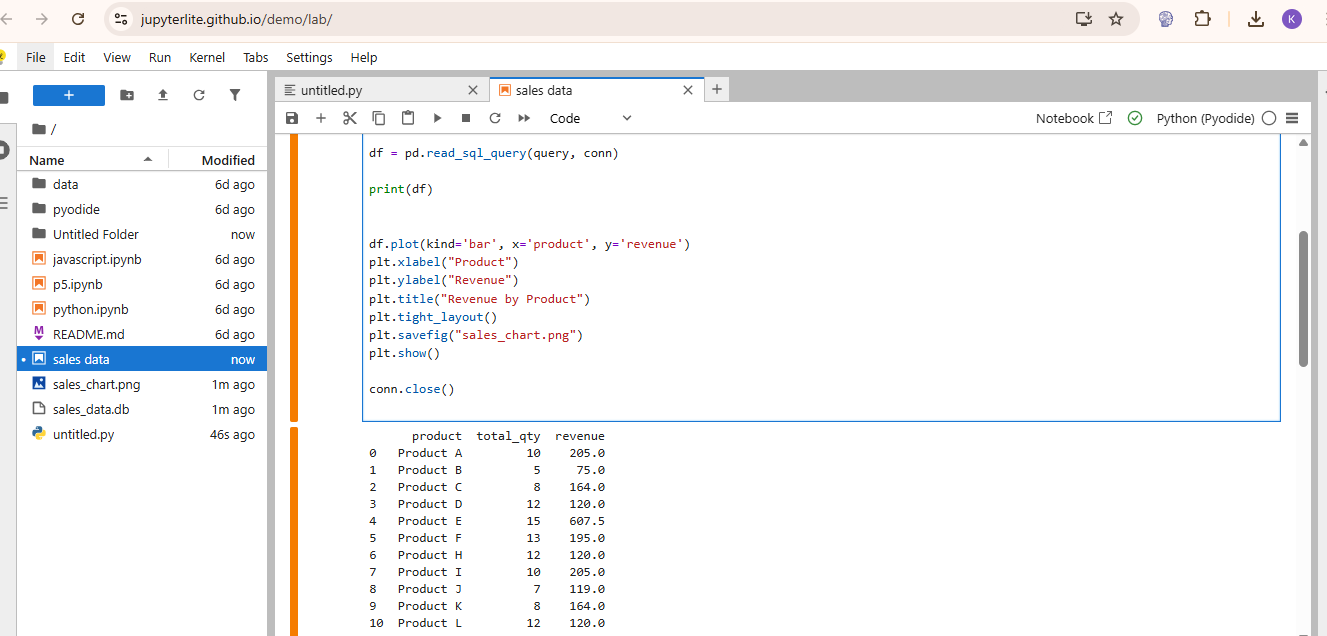 jupyterlite.github.io/demo/lab/
K
File Edit View Run Kernel Tabs Settings Help
+
untitled.py
sales data
+
Code
Notebook
Python (Pyodide)
/
Name Modified
data 6d ago
pyodide 6d ago
Untitled Folder now
javascript.ipynb 6d ago
p5.ipynb 6d ago
python.ipynb 6d ago
M README.md 6d ago
sales data now
sales_chart.png 1m ago
sales_data.db 1m ago
untitled.py 46s ago
df = pd.read_sql_query(query, conn)
print(df)
df.plot(kind='bar', x='product', y='revenue')
plt.xlabel("Product")
plt.ylabel("Revenue")
plt.title("Revenue by Product")
plt.tight_layout()
plt.savefig("sales_chart.png")
plt.show()
conn.close()
product total_qty revenue
0 Product A 10 205.0
1 Product B 5 75.0
2 Product C 8 164.0
3 Product D 12 120.0
4 Product E 15 607.5
5 Product F 13 195.0
6 Product H 12 120.0
7 Product I 10 205.0
8 Product J 7 119.0
9 Product K 8 164.0
10 Product L 12 120.0